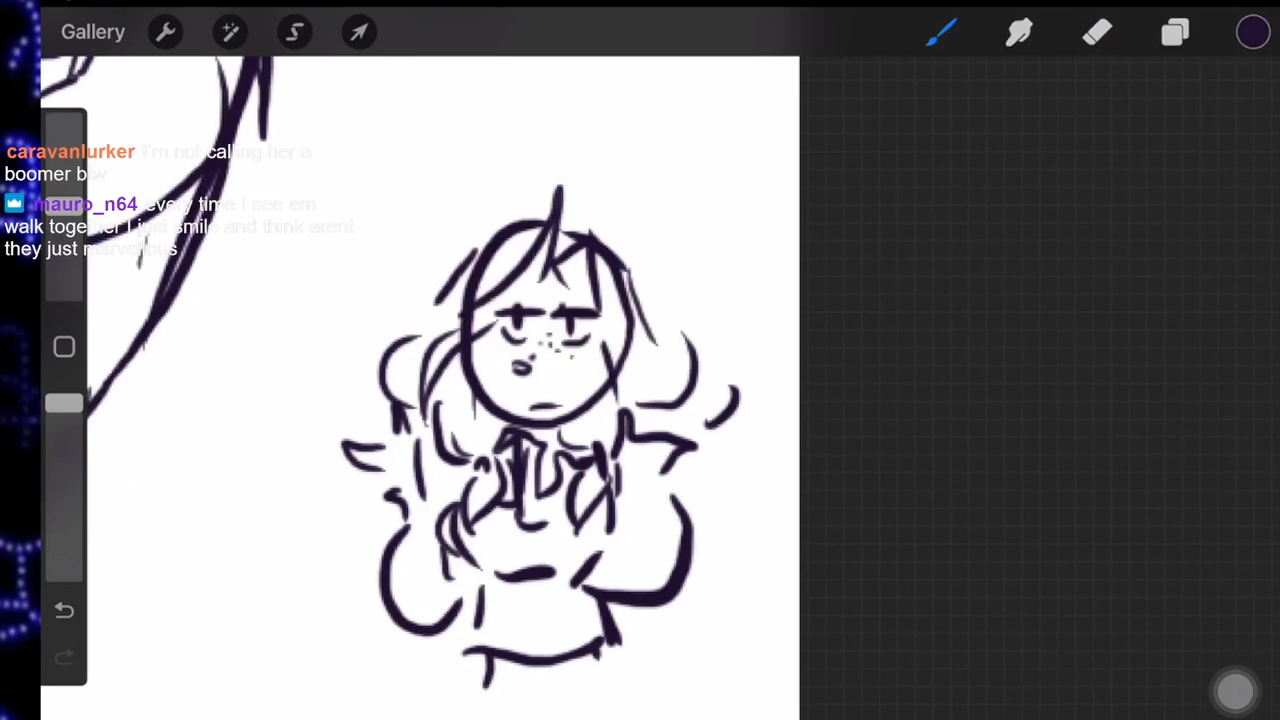 Gallery
caravanlurker I'm not calling her a
boomer btw
mauro_n64 every time I see em
walk together I just smile and think arent
they just marvellous